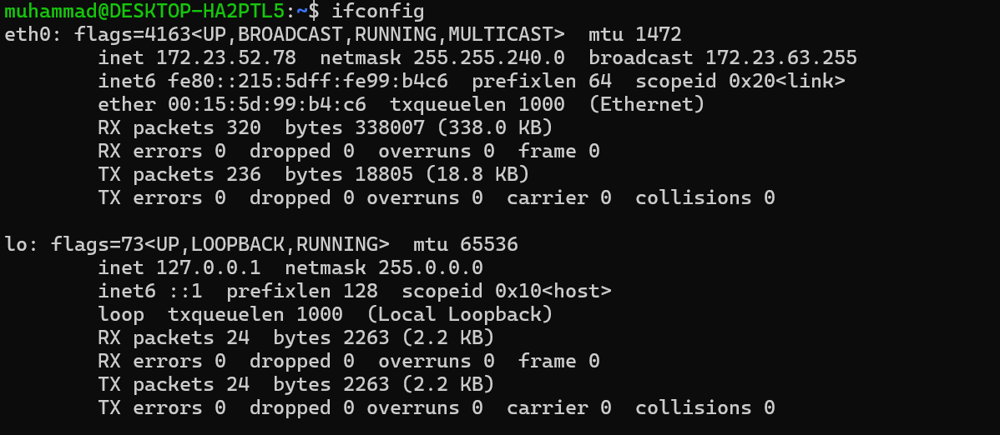 muhammad@DESKTOP-HA2PTL5:~$ ifconfig
eth0: flags=4163<UP,BROADCAST,RUNNING,MULTICAST>  mtu 1472
        inet 172.23.52.78  netmask 255.255.240.0  broadcast 172.23.63.255
        inet6 fe80::215:5dff:fe99:b4c6  prefixlen 64  scopeid 0x20<link>
        ether 00:15:5d:99:b4:c6  txqueuelen 1000  (Ethernet)
        RX packets 320  bytes 338007 (338.0 KB)
        RX errors 0  dropped 0  overruns 0  frame 0
        TX packets 236  bytes 18805 (18.8 KB)
        TX errors 0  dropped 0 overruns 0  carrier 0  collisions 0

lo: flags=73<UP,LOOPBACK,RUNNING>  mtu 65536
        inet 127.0.0.1  netmask 255.0.0.0
        inet6 ::1  prefixlen 128  scopeid 0x10<host>
        loop  txqueuelen 1000  (Local Loopback)
        RX packets 24  bytes 2263 (2.2 KB)
        RX errors 0  dropped 0  overruns 0  frame 0
        TX packets 24  bytes 2263 (2.2 KB)
        TX errors 0  dropped 0 overruns 0  carrier 0  collisions 0